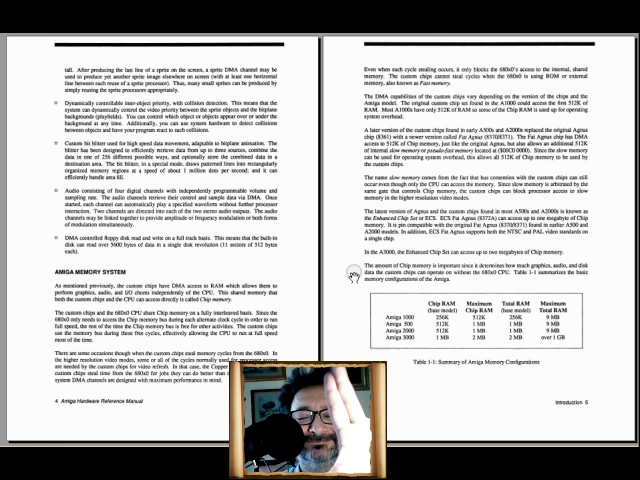 tall. After producing the last line of a sprite on the screen, a sprite DMA channel may be
used to produce yet another sprite image elsewhere on screen (with at least one horizontal
line between each reuse of a sprite processor). Thus, many small sprites can be produced by
simply reusing the sprite processors appropriately.
Dynamically controllable inter-object priority, with collision detection. This means that the
system can dynamically control the video priority between the sprite objects and the bitplane
backgrounds (playfields). You can control which object or objects appear over or under the
background at any time. Additionally, you can use system hardware to detect collisions
between objects and have your program react to such collisions.
Custom bit blitter used for high speed data movement, adaptable to bitplane animation. The
blitter has been designed to efficiently retrieve data from up to three sources, combine the
data in one of 256 different possible ways, and optionally store the combined data in a
destination area. The bit blitter, in a special mode, draws patterned lines into rectangularly
organized memory regions at a speed of about 1 million dots per second; and it can
efficiently handle area fill.
Audio consisting of four digital channels with independently programmable volume and
sampling rate. The audio channels retrieve their control and sample data via DMA. Once
started, each channel can automatically play a specified waveform without further processor
interaction. Two channels are directed into each of the two stereo audio outputs. The audio
channels may be linked together to provide amplitude or frequency modulation or both forms
of modulation simultaneously.
DMA controlled floppy disk read and write on a full track basis. This means that the built-in
disk can read over 5600 bytes of data in a single disk revolution (11 sectors of 512 bytes
each).
AMIGA MEMORY SYSTEM
As mentioned previously, the custom chips have DMA access to RAM which allows them to
perform graphics, audio, and I/O chores independently of the CPU. This shared memory that
both the custom chips and the CPU can access directly is called Chip memory.
The custom chips and the 680x0 CPU share Chip memory on a fully interleaved basis. Since
the 680x0 only needs to access the Chip memory bus during each alternate clock cycle in order to run
full speed, the rest of the time the Chip memory bus is free for other activities. The custom chips
use the memory bus during these free cycles, effectively allowing the CPU to run at full speed
most of the time.
There are some occasions though when the custom chips steal memory cycles from the 680x0. In
the higher resolution video modes, some or all of the cycles normally used
are needed by the custom chips for video refresh. In that case, the Copper
custom chips steal time from the 680x0 for jobs they can do better than
system DMA channels are designed with maximum performance in mind.
4 Amiga Hardware Reference Manual
Even when such cycle stealing occurs, it only blocks the 680x0's access to the internal, shared
memory. The custom chips cannot steal cycles when the 680x0 is using ROM or external
memory, also known as Fast memory.
The DMA capabilities of the custom chips vary depending on the version of the chips and the
Amiga model. The original custom chip set found in the A1000 could access the first 512K of
RAM. Most A1000s have only 512K of RAM so some of the Chip RAM is used up for operating
system overhead.
A later version of the custom chips found in early A500s and A2000s replaced the original Agnus
chip (8361) with a newer version called Fat Agnus (8370/8371). The Fat Agnus chip has DMA
access to 512K of Chip memory, just like the original Agnus, but also allows an additional 512K
of internal slow memory or pseudo-fast memory located at ($00C0 0000). Since the slow memory
can be used for operating system overhead, this allows all 512K of Chip memory to be used by
the custom chips.
The name slow memory comes from the fact that bus contention with the custom chips can still
occur even though only the CPU can access the memory. Since slow memory is arbitrated by the
same gate that controls Chip memory, the custom chips can block processor access to slow
memory in the higher resolution video modes.
The latest version of Agnus and the custom chips found in most A500s and A2000s is known as
the Enhanced Chip Set or ECS. ECS Fat Agnus (8372A) can access up to one megabyte of Chip
memory. It is pin compatible with the original Fat Agnus (8370/8371) found in earlier A500 and
A2000 models. In addition, ECS Fat Agnus supports both the NTSC and PAL video standards on
a single chip.
In the A3000, the Enhanced Chip Set can access up to two megabytes of Chip memory.
The amount of Chip memory is important since it determines how much graphics, audio, and disk
data the custom chips can operate on without the 680x0 CPU. Table 1-1 summarizes the basic
memory configurations of the Amiga.
Chip RAM Maximum Total RAM Maximum
(base model) Chip RAM (base model) Total RAM
Amiga 1000 256K 512K 256K 9 MB
Amiga 500 512K 1 MB 1 MB 9 MB
Amiga 2000 512K 1 MB 1 MB 9 MB
Amiga 3000 1 MB 2 MB 2 MB over 1 GB
Table 1-1: Summary of Amiga Memory Configurations
Introduction 5